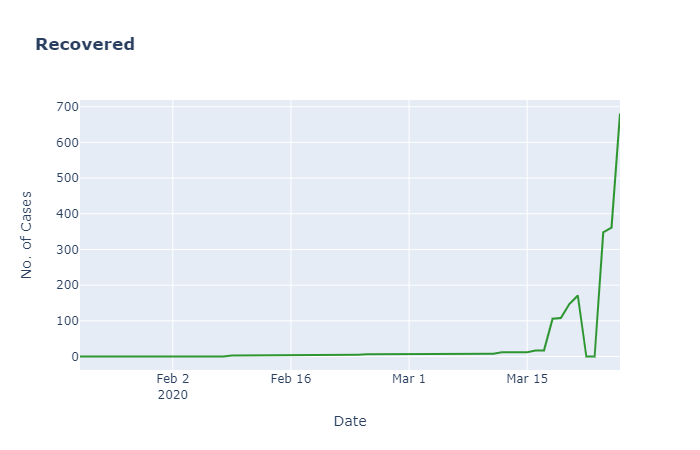 Recovered
No. of Cases
700
600
500
400
300
200
100
0
Feb 2
2020
Feb 16
Mar 1
Mar 15
Date